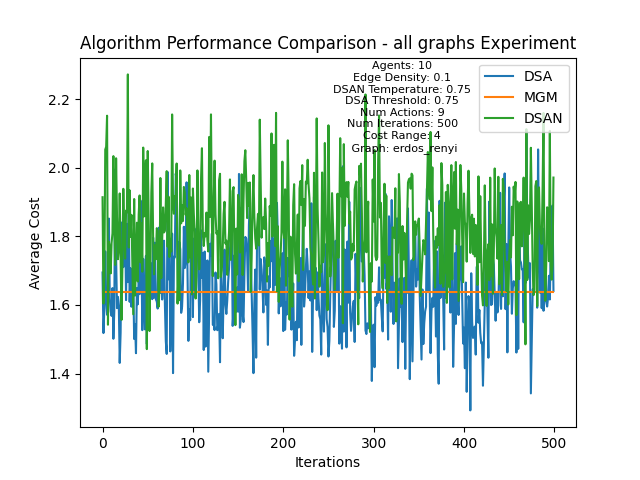 Algorithm Performance Comparison - all graphs Experiment
Agents: 10
Edge Density: 0.1
DSAN Temperature: 0.75
DSA Threshold: 0.75
Num Actions: 9
Num Iterations: 500
Cost Range: 4
Graph: erdos_renyi
DSA
MGM
DSAN
Average Cost
2.2
2.0
1.8
1.6
1.4
0
100
200
300
400
500
Iterations